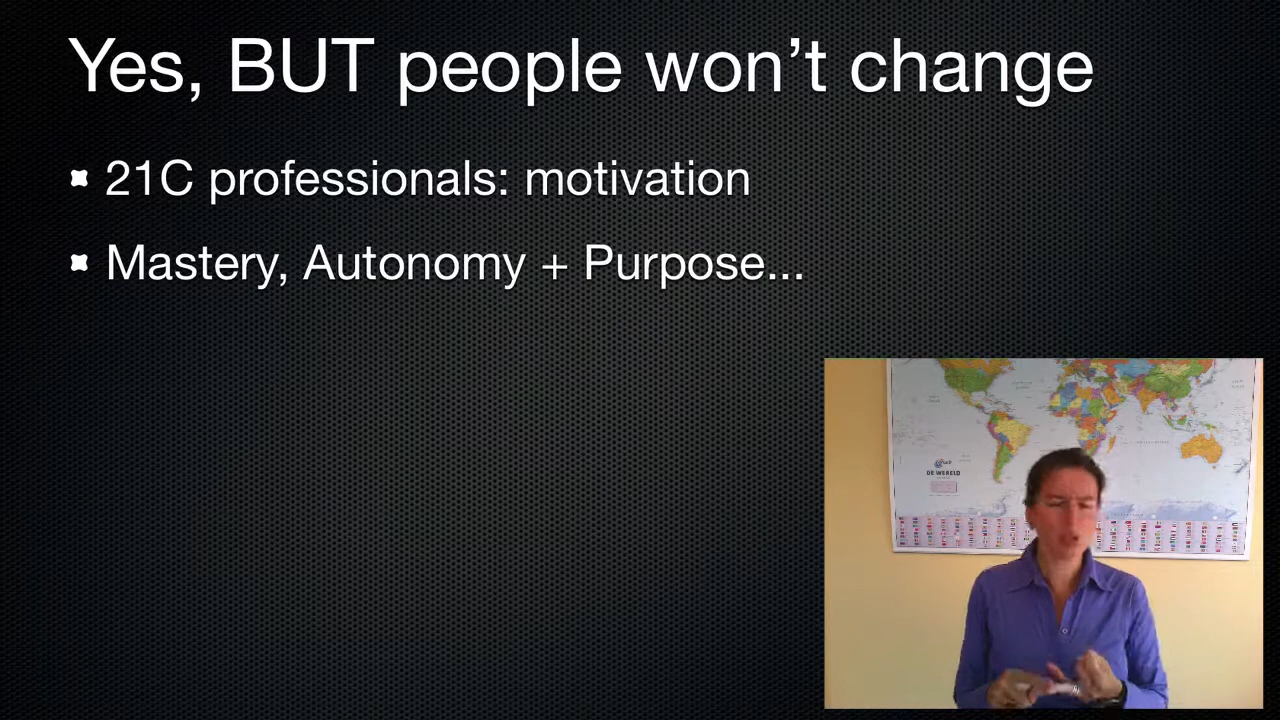 Yes, BUT people won’t change
21C professionals: motivation
Mastery, Autonomy + Purpose...
DE WERELD